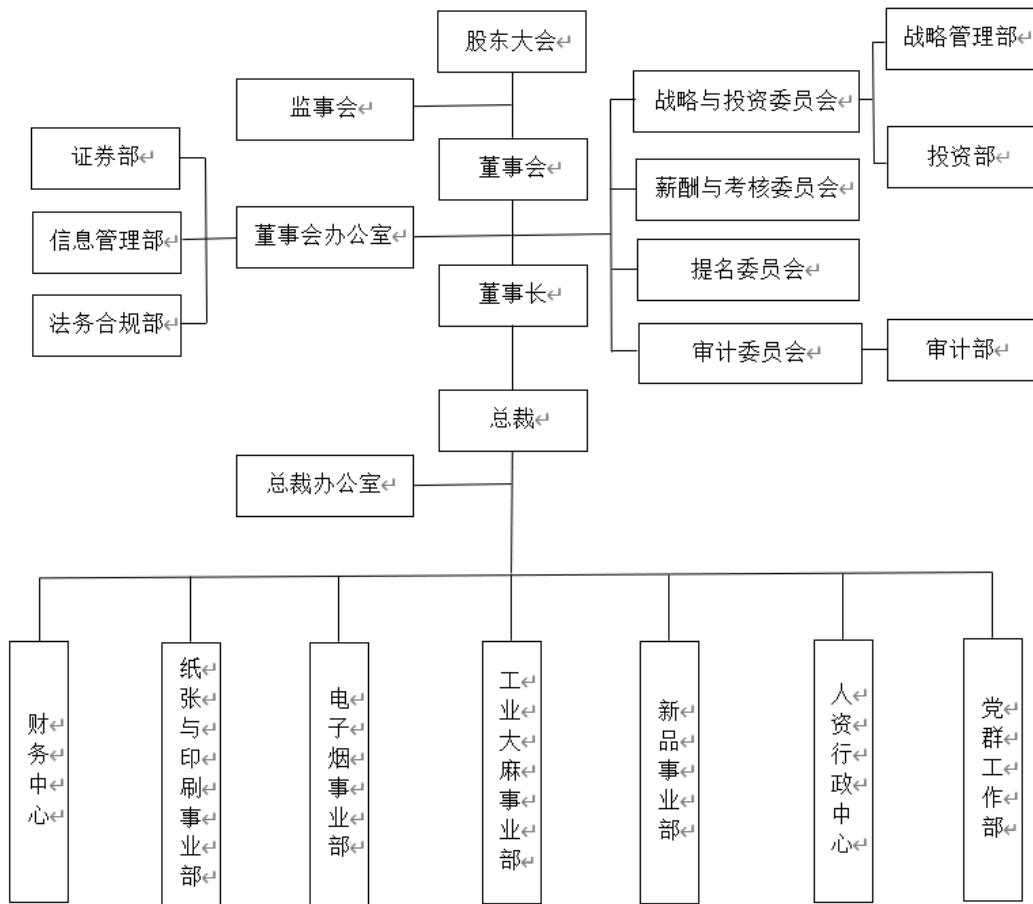 股东大会
战略管理部
监事会
战略与投资委员会
证券部
董事会
投资部
薪酬与考核委员会
信息管理部
董事会办公室
提名委员会
董事长
法务合规部
审计委员会
审计部
总裁
总裁办公室
财务中心
纸张与印刷事业部
电子烟事业部
工业大麻事业部
新品事业部
人资行政中心
党群工作部